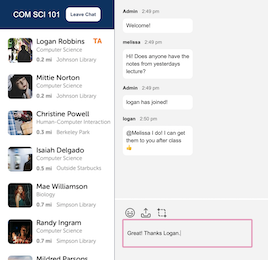 COM SCI 101
Leave Chat
Logan Robbins TA
Computer Science
0.2 mi Johnson Library
Mittie Norton
Computer Science
0.2 mi Johnson Library
Christine Powell
Human-Computer Interaction
0.3 mi Berkeley Park
Isaiah Delgado
Computer Science
0.5 mi Outside Starbucks
Mae Williamson
Biology
0.7 mi Simpson Library
Randy Ingram
Computer Science
0.7 mi Simpson Library
Mildred Parsons
Admin 2:49 pm
Welcome!
melissa 2:49 pm
Hi! Does anyone have the
notes from yesterdays
lecture?
Admin 2:49 pm
logan has joined!
logan 2:50 pm
@Melissa I do! I can get
them to you after class
👍
Great! Thanks Logan.